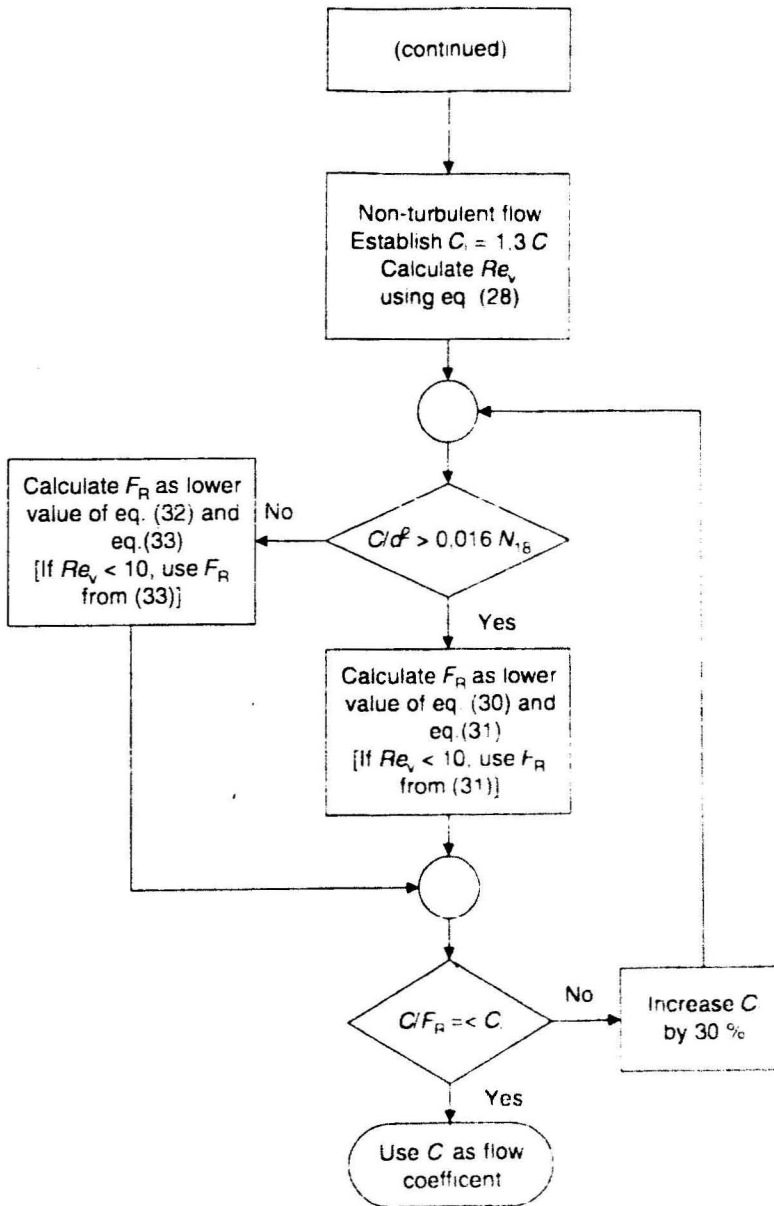 (continued)
Non-turbulent flow
Establish Cᵢ = 1.3 C
Calculate Reᵥ
using eq (28)
Calculate F_R as lower
value of eq. (32) and
eq.(33)
[If Reᵥ < 10, use F_R
from (33)]
No
C/d² > 0,016 N₁₈
Yes
Calculate F_R as lower
value of eq. (30) and
eq.(31)
[If Reᵥ < 10, use F_R
from (31)]
C/F_R =< Cᵢ
No
Increase C
by 30 %
Yes
Use C as flow
coefficent